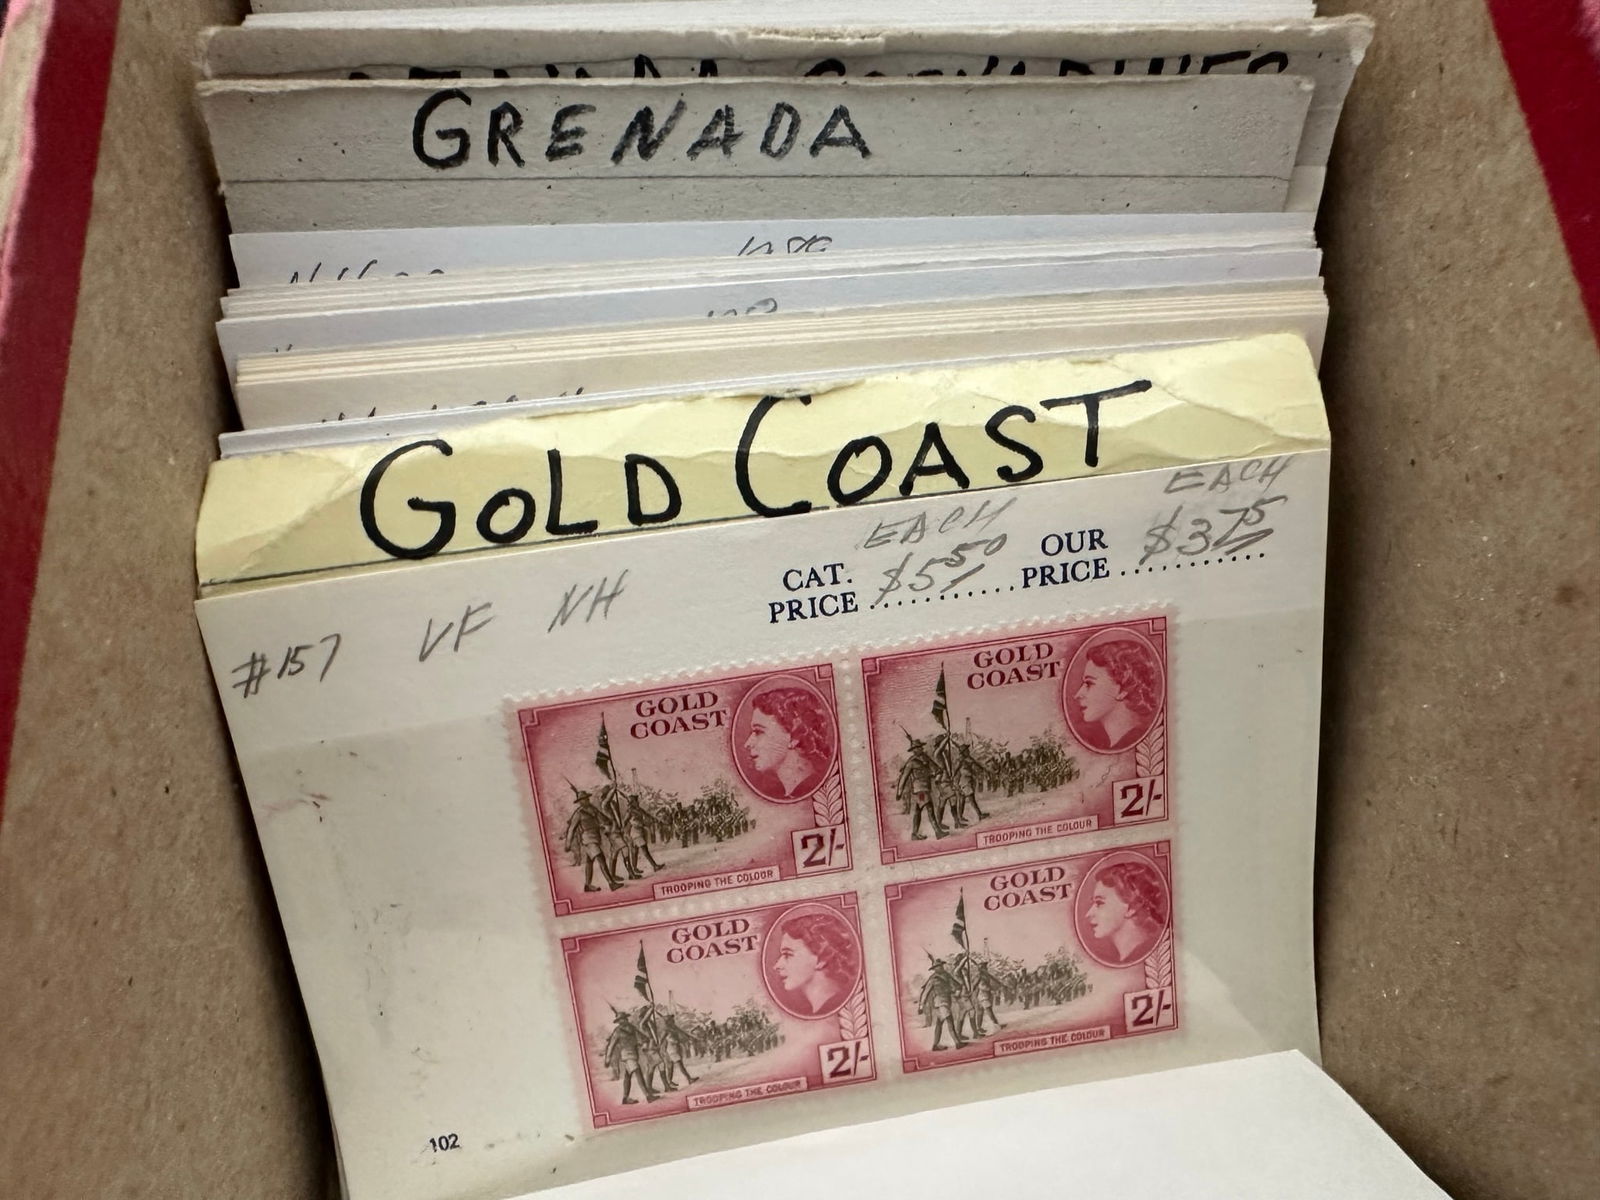 GRENADA
GOLD COAST
EACH
EACH
CAT. PRICE $5.50
OUR PRICE $3.75
#157 VF NH
GOLD COAST
2/-
TROOPING THE COLOUR
GOLD COAST
2/-
TROOPING THE COLOUR
GOLD COAST
2/-
TROOPING THE COLOUR
GOLD COAST
2/-
TROOPING THE COLOUR
102